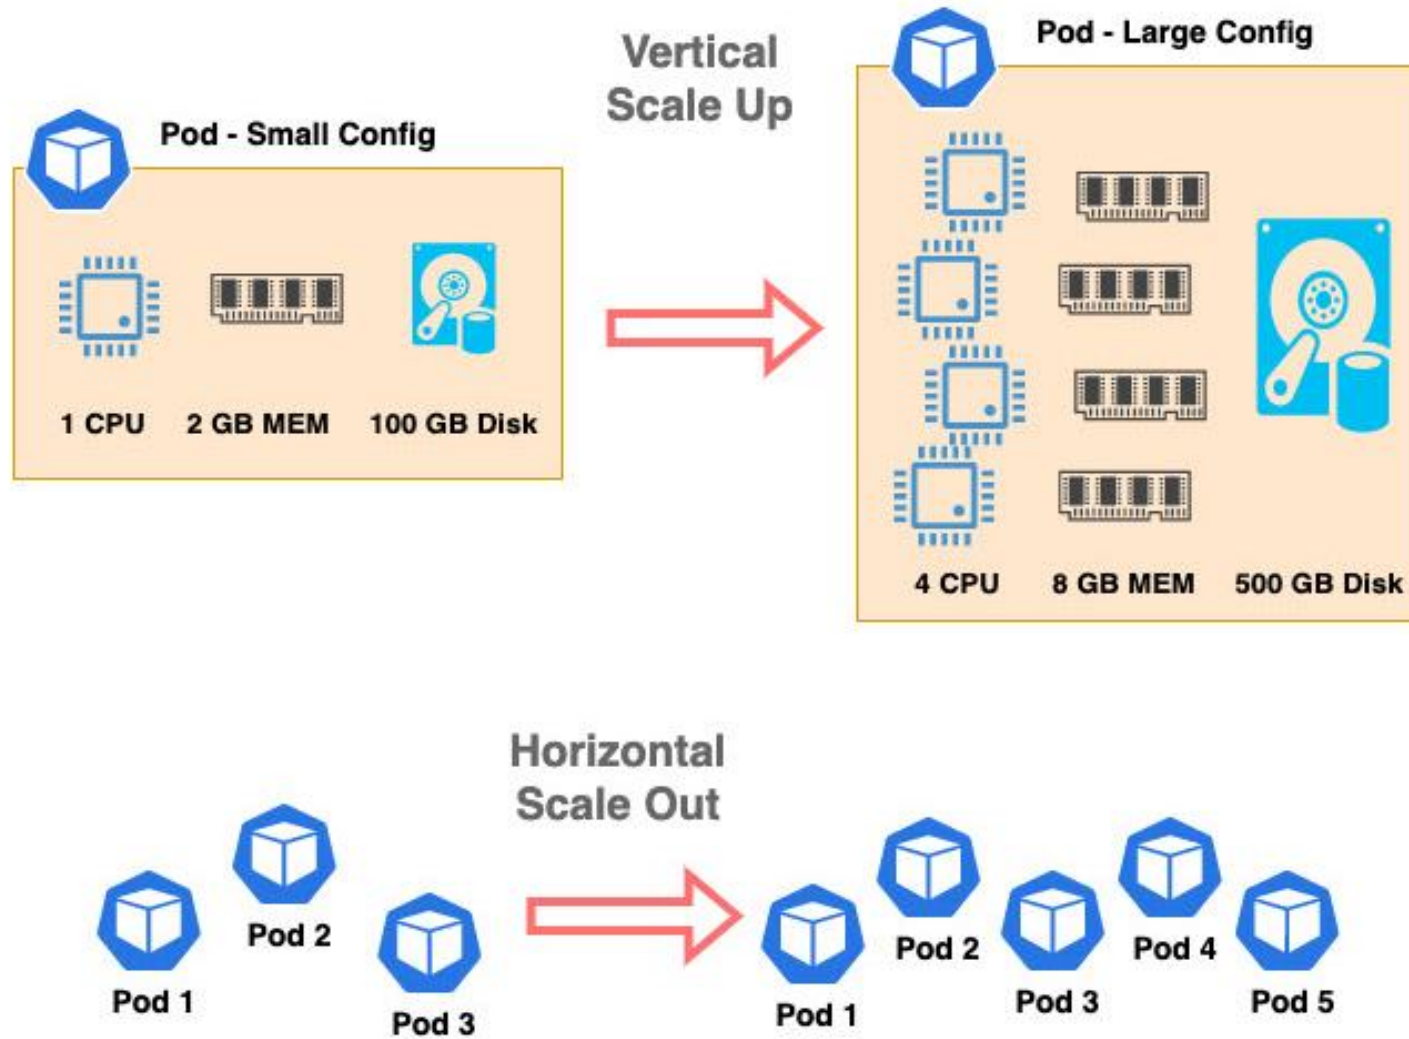 Vertical
Scale Up
Pod - Large Config
Pod - Small Config
1 CPU
2 GB MEM
100 GB Disk
4 CPU
8 GB MEM
500 GB Disk
Horizontal
Scale Out
Pod 1
Pod 2
Pod 3
Pod 1
Pod 2
Pod 3
Pod 4
Pod 5